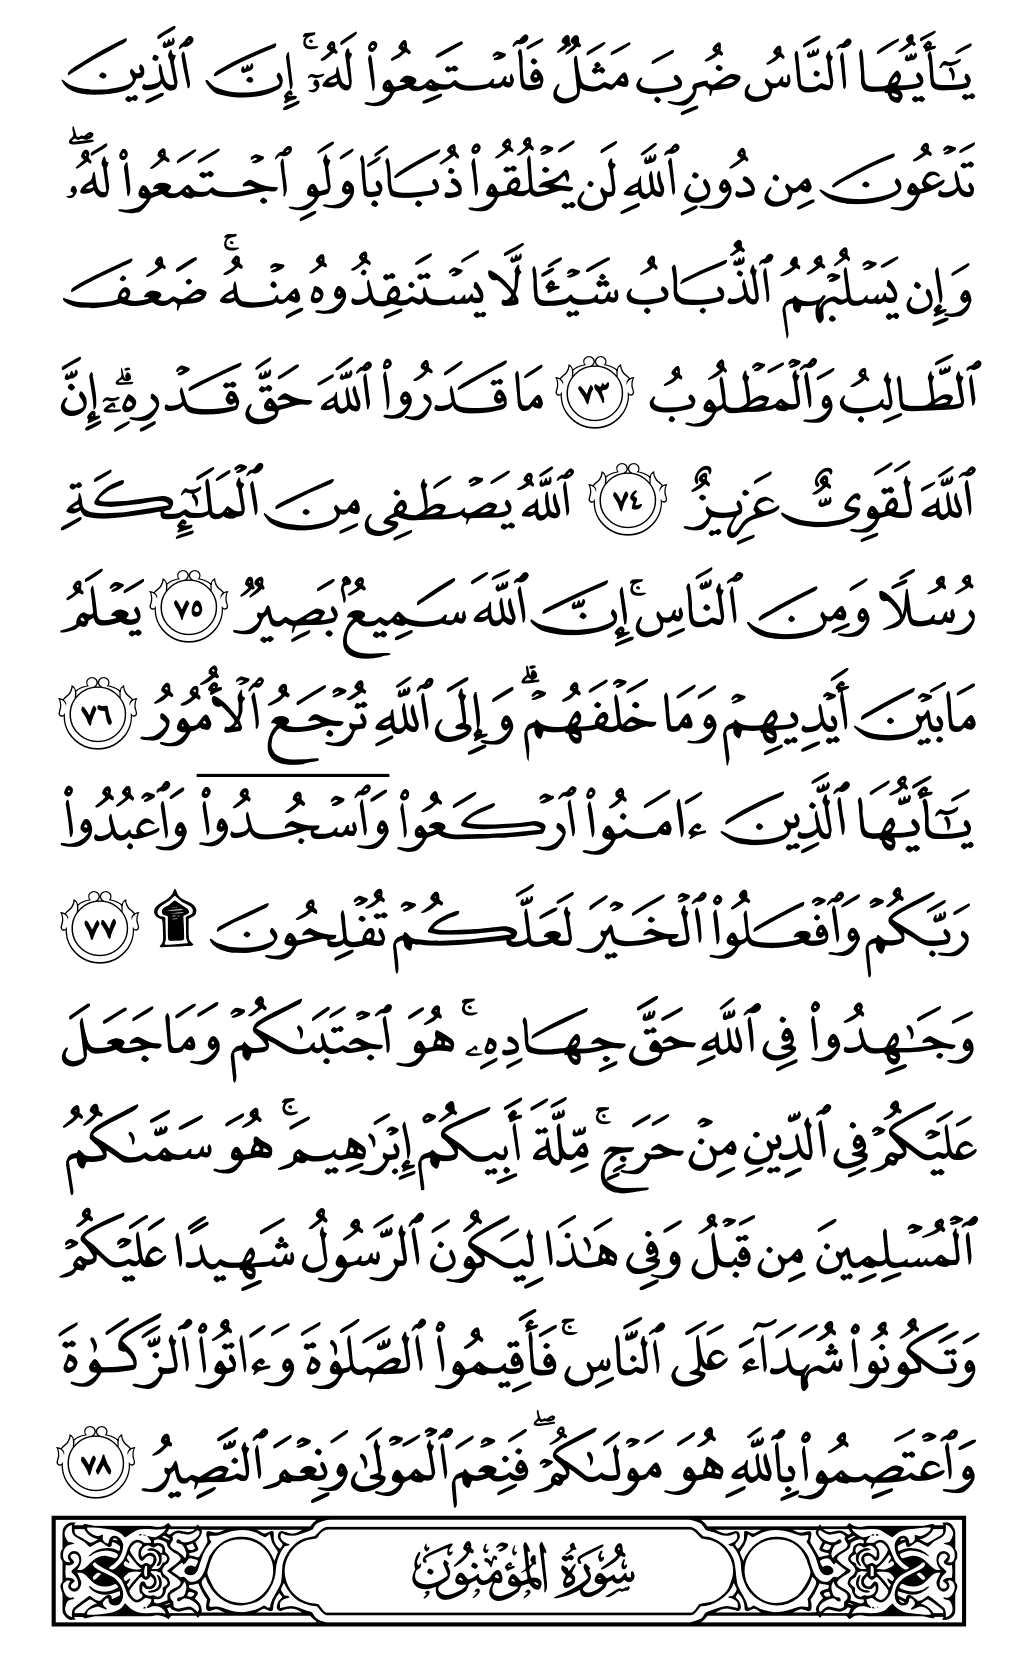 يَٰٓأَيُّهَا ٱلنَّاسُ ضُرِبَ مَثَلٌ فَٱسْتَمِعُوا۟ لَهُۥٓ ۚ إِنَّ ٱلَّذِينَ
تَدْعُونَ مِن دُونِ ٱللَّهِ لَن يَخْلُقُوا۟ ذُبَابًا وَلَوِ ٱجْتَمَعُوا۟ لَهُۥ ۖ
وَإِن يَسْلُبْهُمُ ٱلذُّبَابُ شَيْـًٔا لَّا يَسْتَنقِذُوهُ مِنْهُ ۚ ضَعُفَ
ٱلطَّالِبُ وَٱلْمَطْلُوبُ ٧٣ مَا قَدَرُوا۟ ٱللَّهَ حَقَّ قَدْرِهِۦٓ ۗ إِنَّ
ٱللَّهَ لَقَوِىٌّ عَزِيزٌ ٧٤ ٱللَّهُ يَصْطَفِى مِنَ ٱلْمَلَٰٓئِكَةِ
رُسُلًا وَمِنَ ٱلنَّاسِ ۚ إِنَّ ٱللَّهَ سَمِيعٌۢ بَصِيرٌ ٧٥ يَعْلَمُ
مَا بَيْنَ أَيْدِيهِمْ وَمَا خَلْفَهُمْ ۗ وَإِلَى ٱللَّهِ تُرْجَعُ ٱلْأُمُورُ ٧٦
يَٰٓأَيُّهَا ٱلَّذِينَ ءَامَنُوا۟ ٱرْكَعُوا۟ وَٱسْجُدُوا۟ وَٱعْبُدُوا۟
رَبَّكُمْ وَٱفْعَلُوا۟ ٱلْخَيْرَ لَعَلَّكُمْ تُفْلِحُونَ ۩ ٧٧
وَجَٰهِدُوا۟ فِى ٱللَّهِ حَقَّ جِهَادِهِۦ ۚ هُوَ ٱجْتَبَىٰكُمْ وَمَا جَعَلَ
عَلَيْكُمْ فِى ٱلدِّينِ مِنْ حَرَجٍ ۚ مِّلَّةَ أَبِيكُمْ إِبْرَٰهِيمَ ۚ هُوَ سَمَّىٰكُمُ
ٱلْمُسْلِمِينَ مِن قَبْلُ وَفِى هَٰذَا لِيَكُونَ ٱلرَّسُولُ شَهِيدًا عَلَيْكُمْ
وَتَكُونُوا۟ شُهَدَآءَ عَلَى ٱلنَّاسِ ۚ فَأَقِيمُوا۟ ٱلصَّلَوٰةَ وَءَاتُوا۟ ٱلزَّكَوٰةَ
وَٱعْتَصِمُوا۟ بِٱللَّهِ هُوَ مَوْلَىٰكُمْ ۖ فَنِعْمَ ٱلْمَوْلَىٰ وَنِعْمَ ٱلنَّصِيرُ ٧٨
سُورَةُ المُؤْمِنُونَ